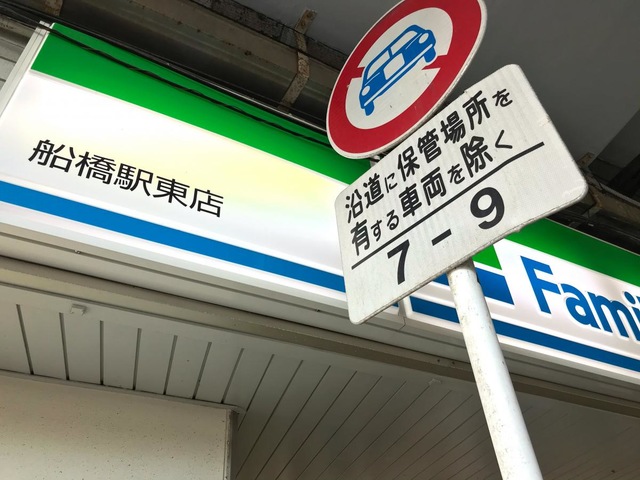 船橋駅東店
沿道に保管場所を
有する車両を除く
7-9
Fami